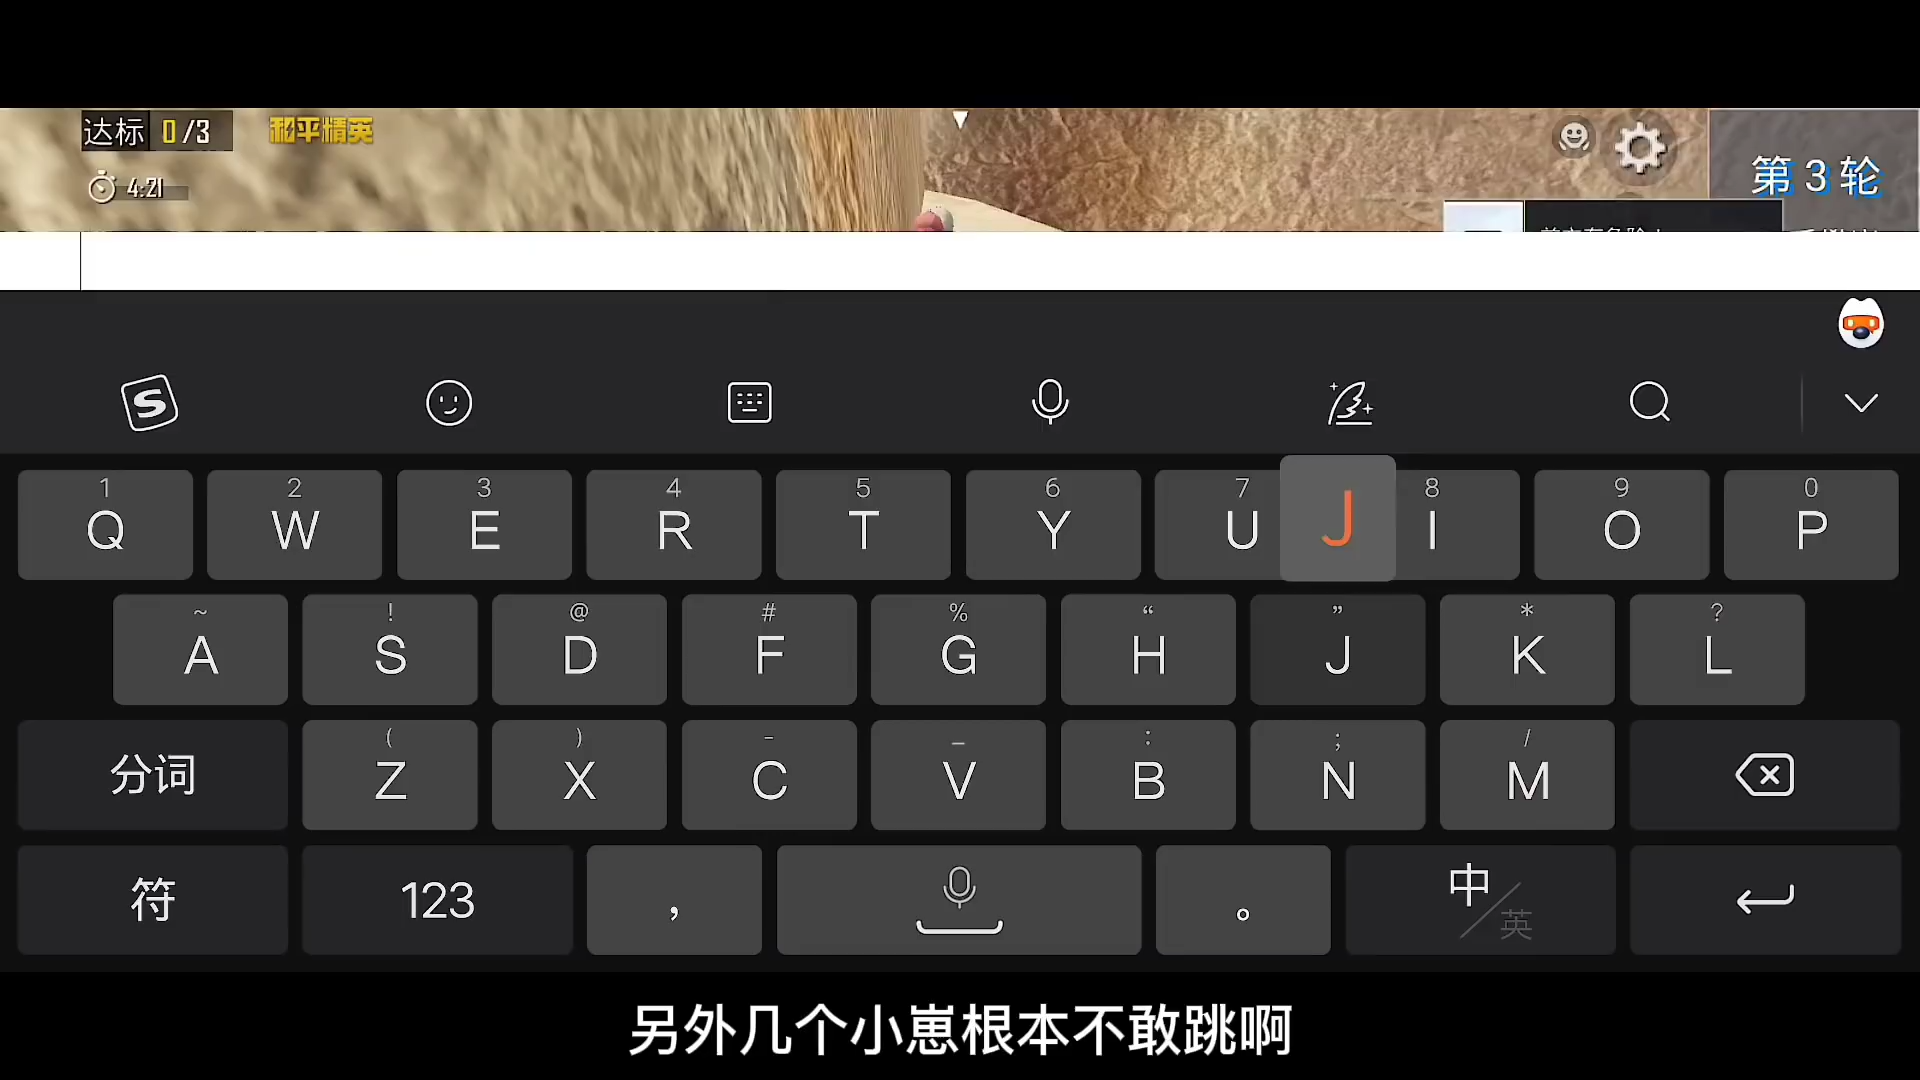 达标 0/3
和平精英
4:21
第3轮
1 2 3 4 5 6 7 8 9 0
Q W E R T Y U J I O P
~ ! @ # % “ ” * ?
A S D F G H J K L
( ) - _ : ; /
分词 Z X C V B N M
符 123 , 。 中/英
另外几个小崽根本不敢跳啊